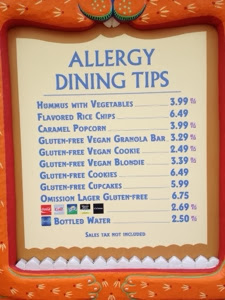 ALLERGY
DINING TIPS
HUMMUS WITH VEGETABLES 3.99
FLAVORED RICE CHIPS 6.49
CARAMEL POPCORN 3.99
GLUTEN-FREE VEGAN GRANOLA BAR 3.29
GLUTEN-FREE VEGAN COOKIE 2.49
GLUTEN-FREE VEGAN BLONDIE 3.39
GLUTEN-FREE COOKIES 6.49
GLUTEN-FREE CUPCAKES 5.99
OMISSION LAGER GLUTEN-FREE 6.75
2.69
BOTTLED WATER 2.50
SALES TAX NOT INCLUDED